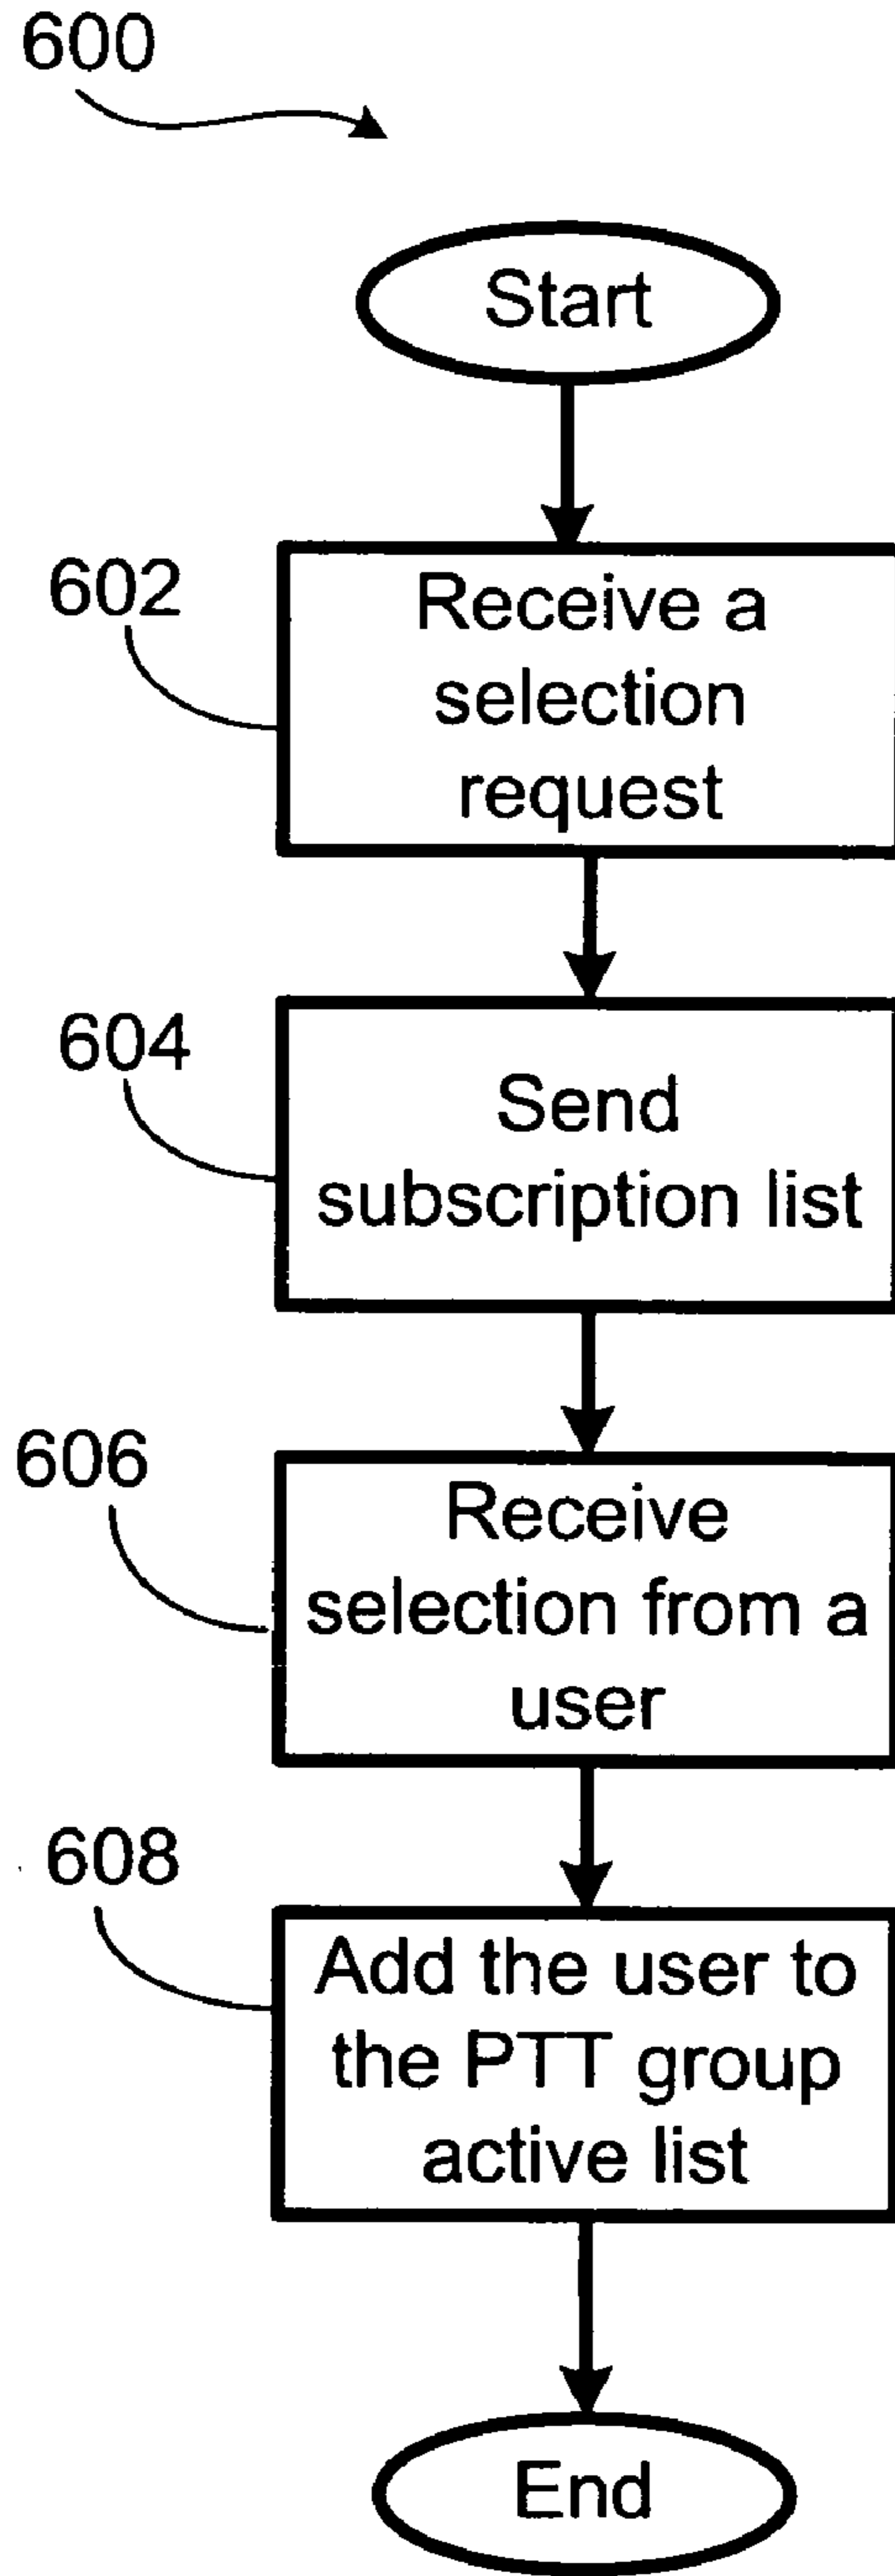 600
Start
602
Receive a
selection
request
604
Send
subscription list
606
Receive
selection from a
user
608
Add the user to
the PTT group
active list
End